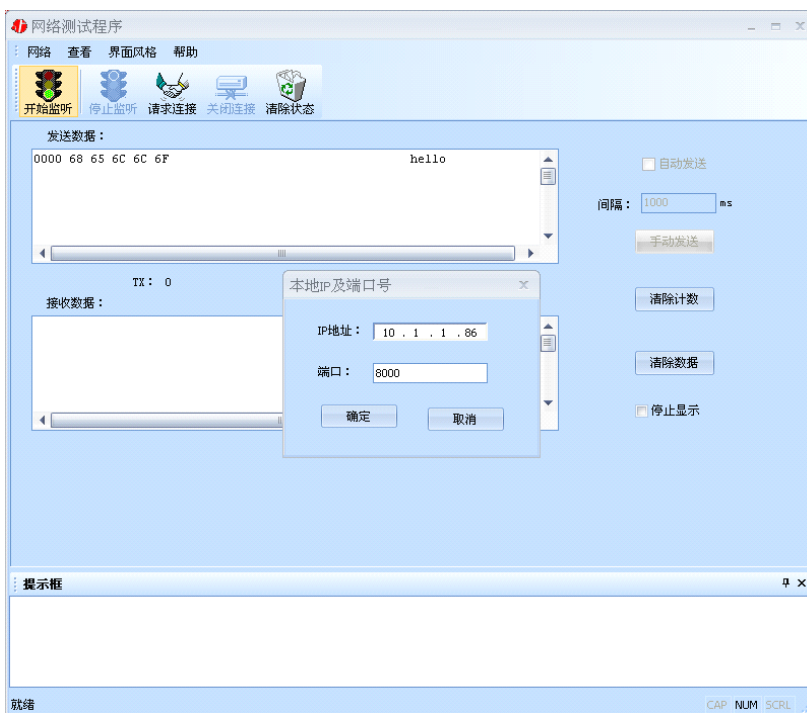 网络测试程序
网络 查看 界面风格 帮助
开始监听 停止监听 请求连接 关闭连接 清除状态
发送数据：
0000 68 65 6C 6C 6F hello
自动发送
间隔： 1000 ms
手动发送
TX： 0
接收数据：
本地IP及端口号
IP地址： 10 . 1 . 1 . 86
端口： 8000
确定 取消
清除计数
清除数据
停止显示
提示框
就绪 CAP NUM SCRL